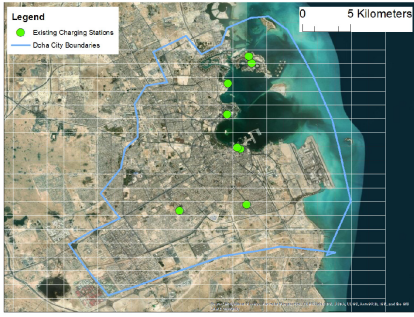 Legend
Existing Charging Stations
Doha City Boundaries
0 5 Kilometers